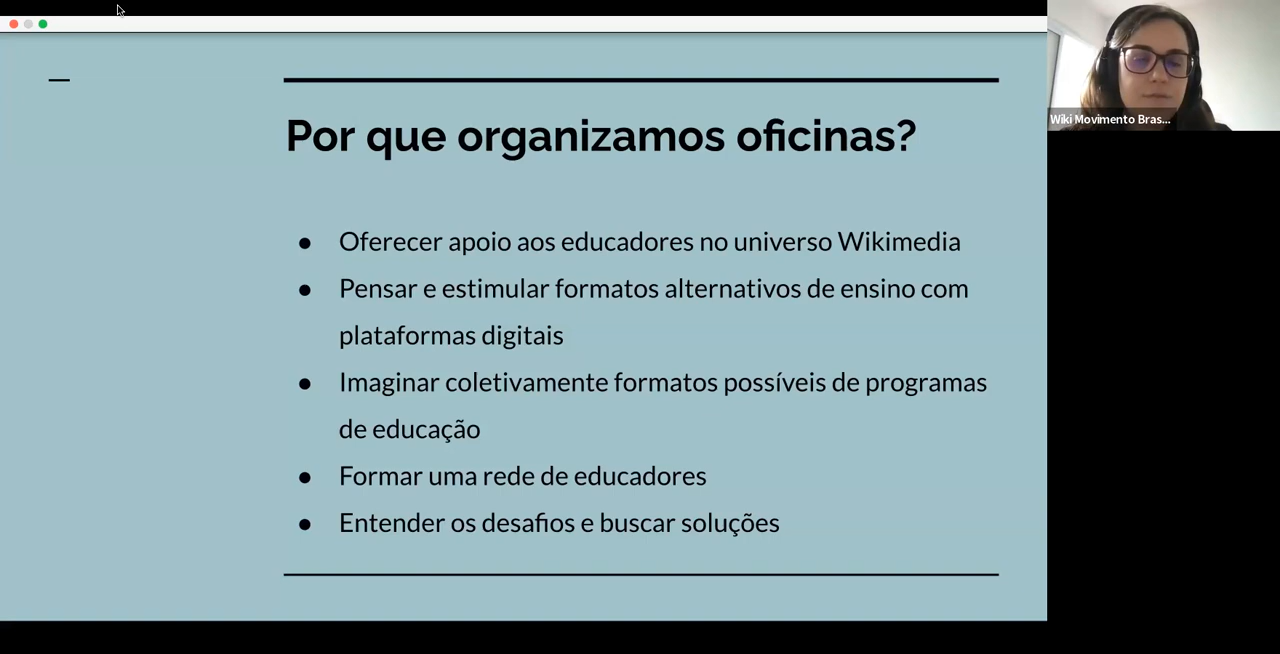 Por que organizamos oficinas?
● Oferecer apoio aos educadores no universo Wikimedia
● Pensar e estimular formatos alternativos de ensino com
plataformas digitais
● Imaginar coletivamente formatos possíveis de programas
de educação
● Formar uma rede de educadores
● Entender os desafios e buscar soluções
Wiki Movimento Bras...